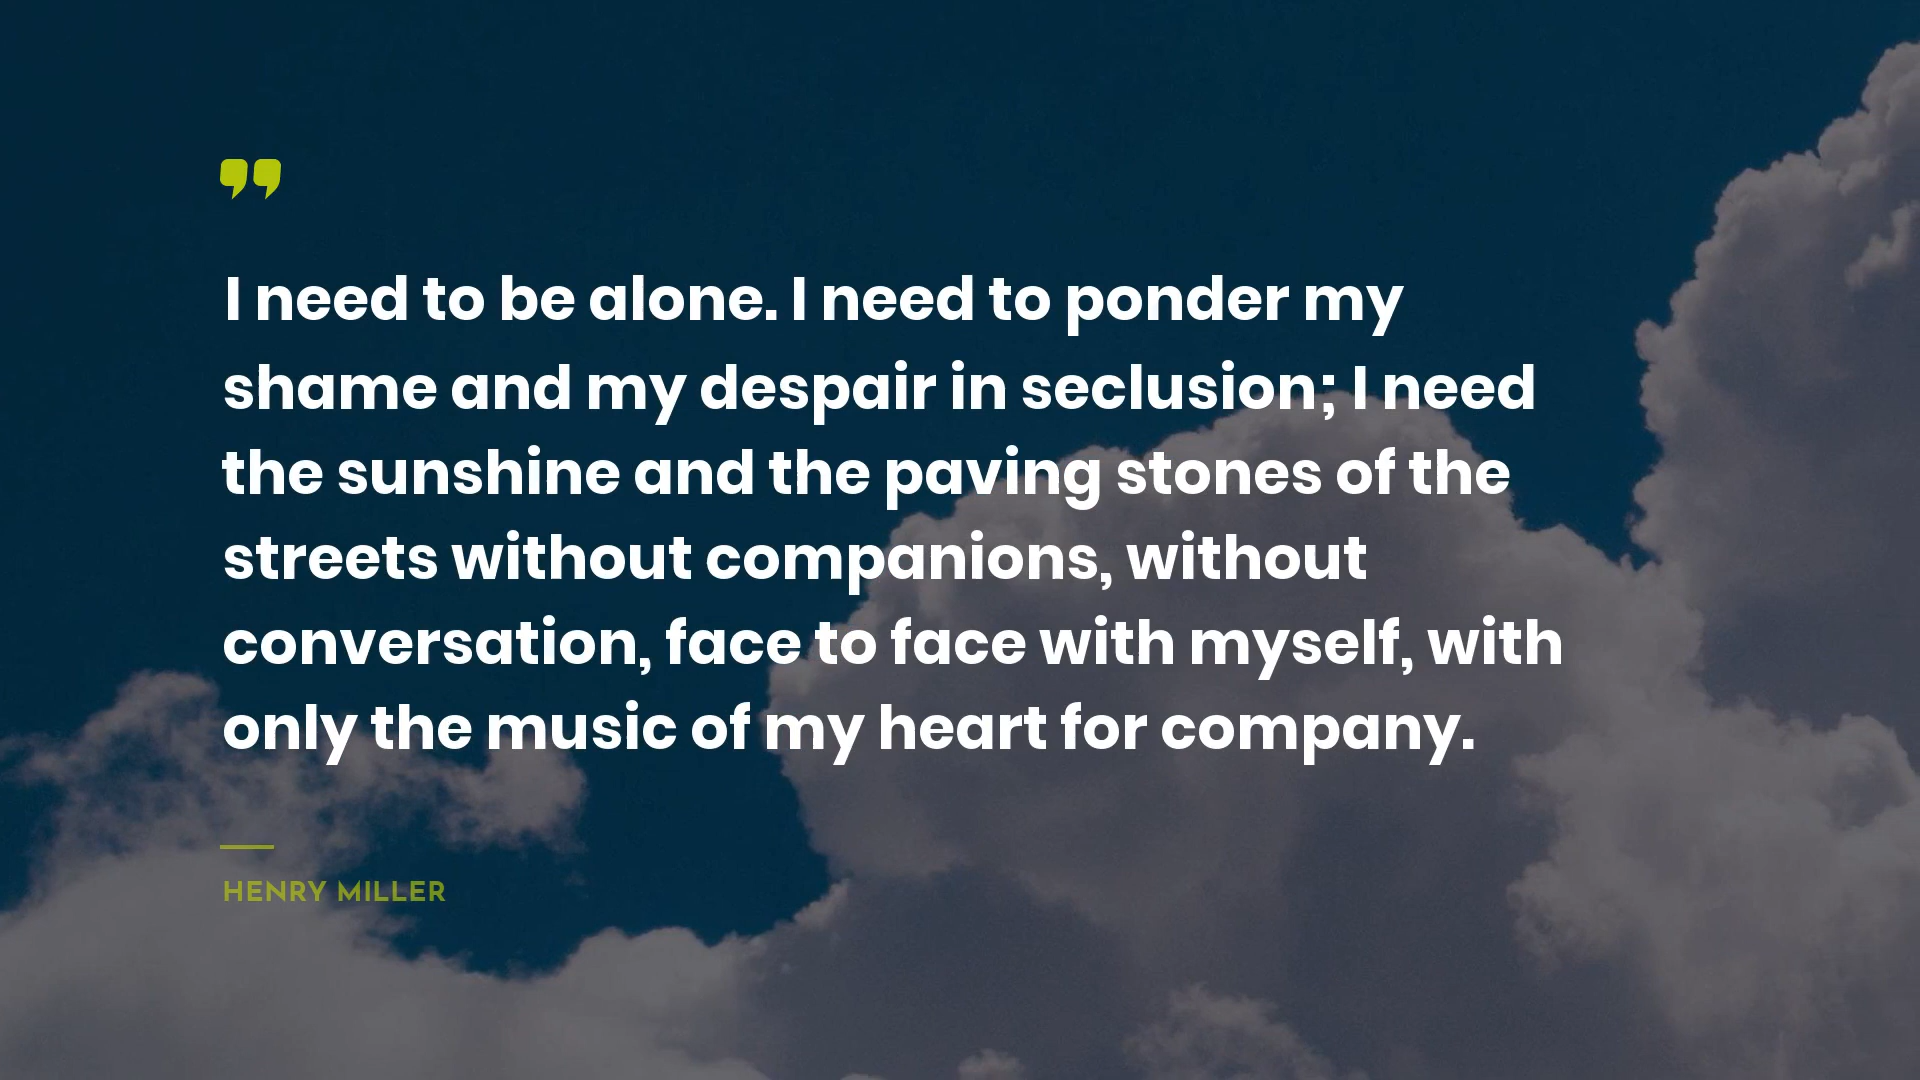 ”
I need to be alone. I need to ponder my
shame and my despair in seclusion; I need
the sunshine and the paving stones of the
streets without companions, without
conversation, face to face with myself, with
only the music of my heart for company.
HENRY MILLER